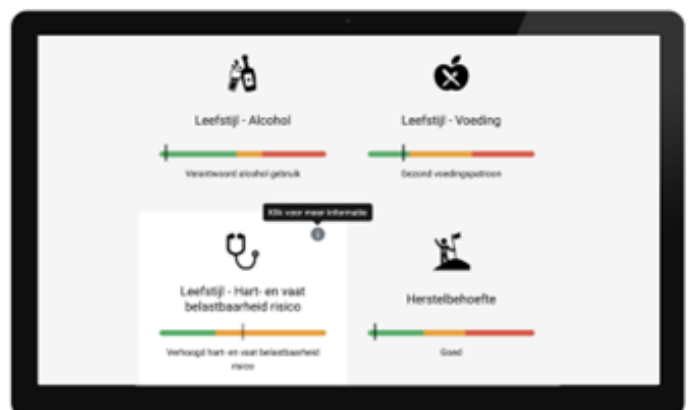 Leefstijl - Alcohol
Verantwoord alcohol gebruik
Leefstijl - Voeding
Gezond voedingspatroon
Klik voor meer informatie
Leefstijl - Hart- en vaat
belastbaarheid risico
Verhoogd hart- en vaat belastbaarheid
risico
Herstelbehoefte
Goed